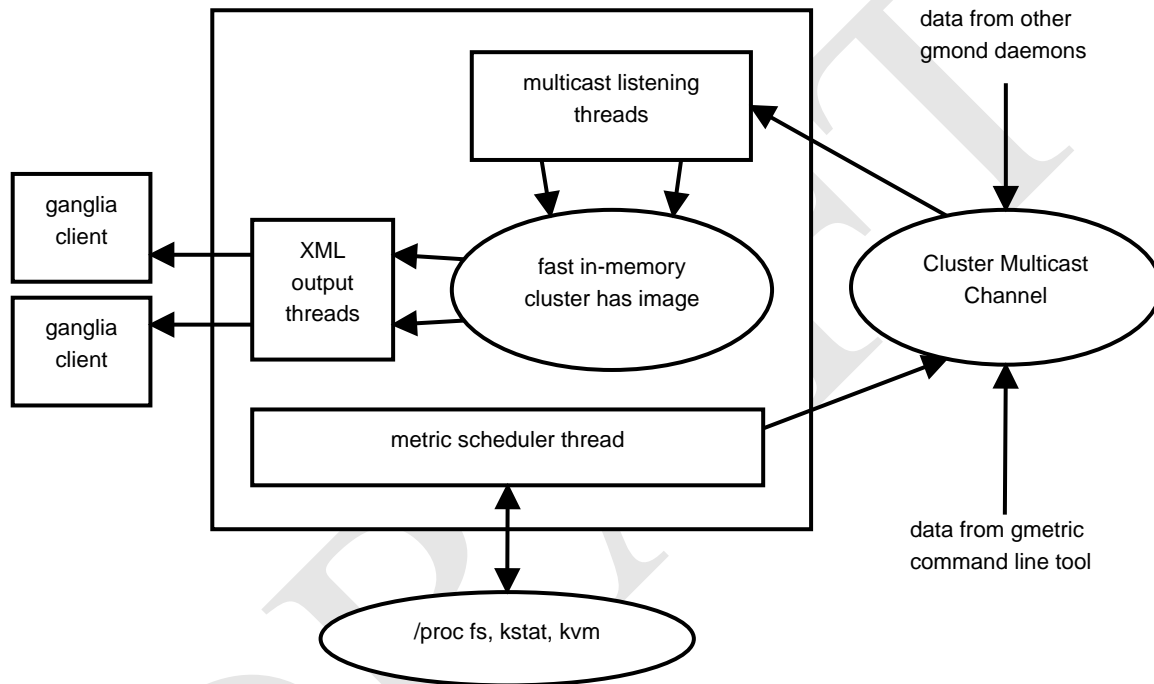 data from other
gmond daemons
multicast listening
threads
ganglia
client
XML
output
threads
fast in-memory
cluster has image
Cluster Multicast
Channel
ganglia
client
metric scheduler thread
data from gmetric
command line tool
/proc fs, kstat, kvm